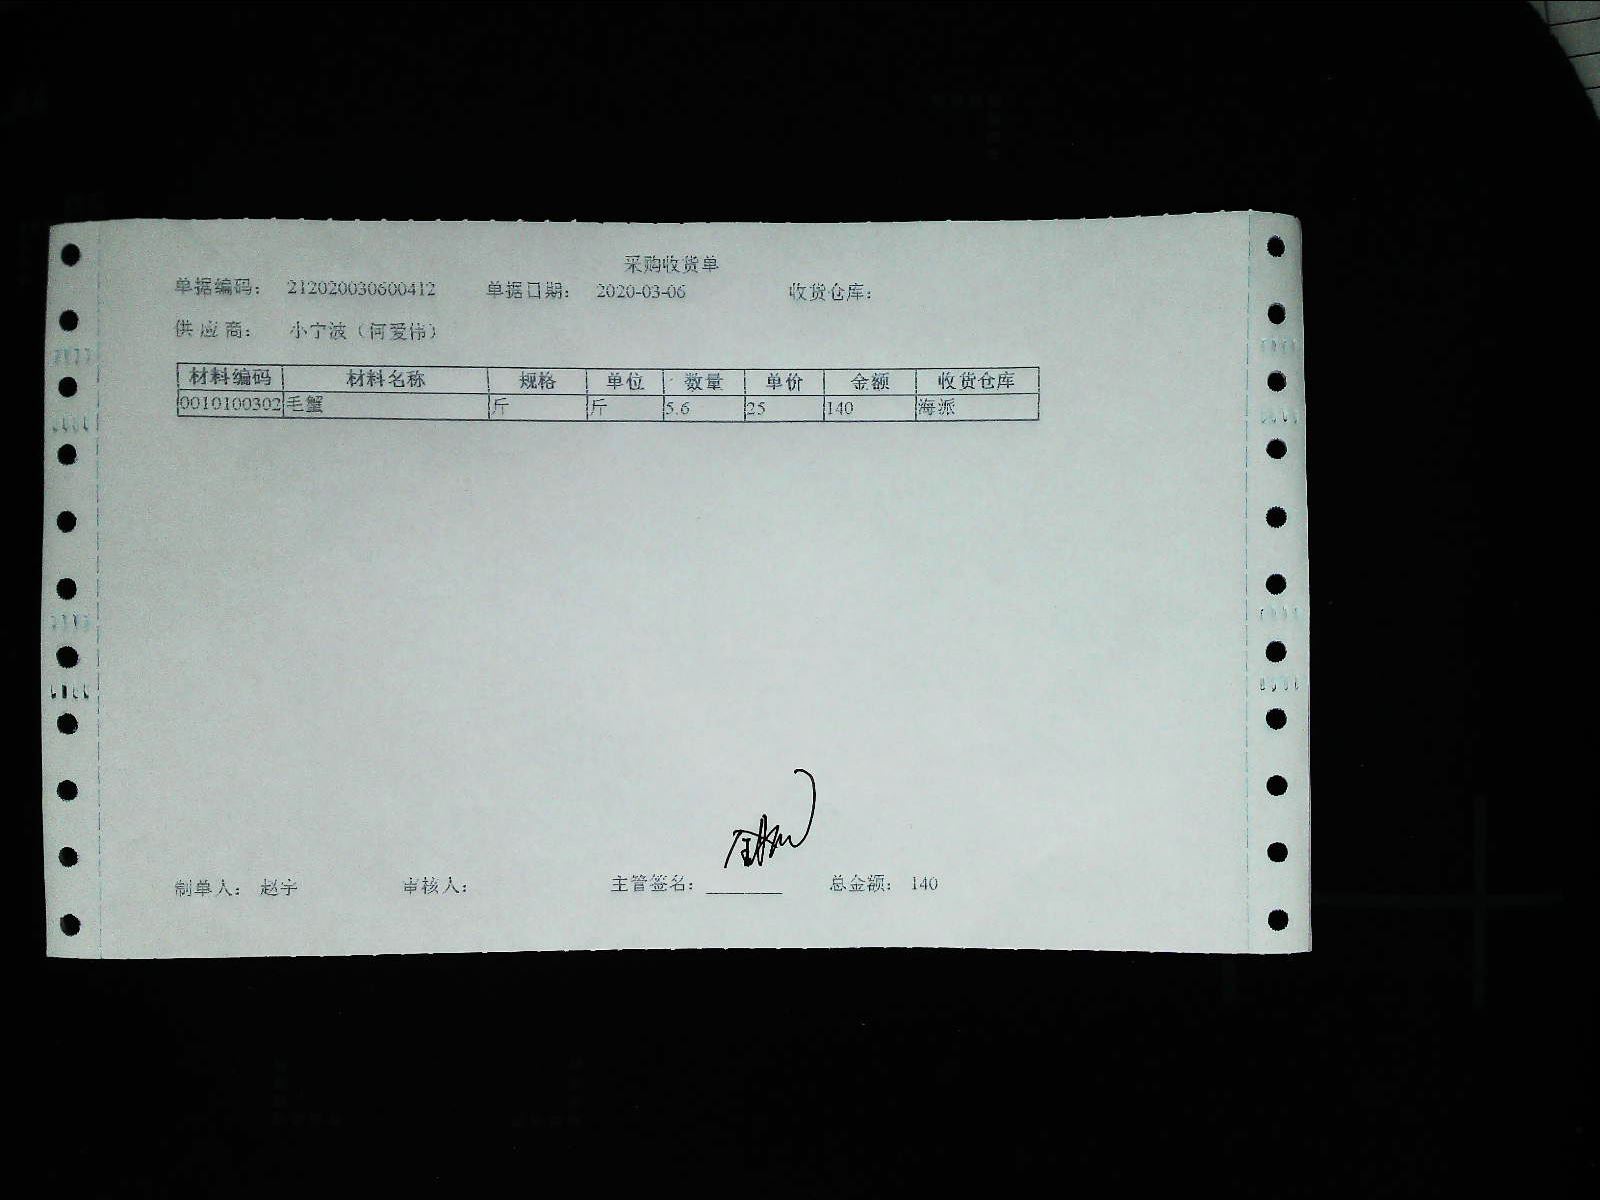 采购收货单
单据编码： 212020030600412 单据日期： 2020-03-06 收货仓库：
供应商： 小宁波（何爱伟）
材料编码 材料名称 规格 单位 数量 单价 金额 收货仓库
0010100302 毛蟹 斤 斤 5.6 25 140 海派
制单人： 赵宇 审核人： 主管签名： 总金额： 140